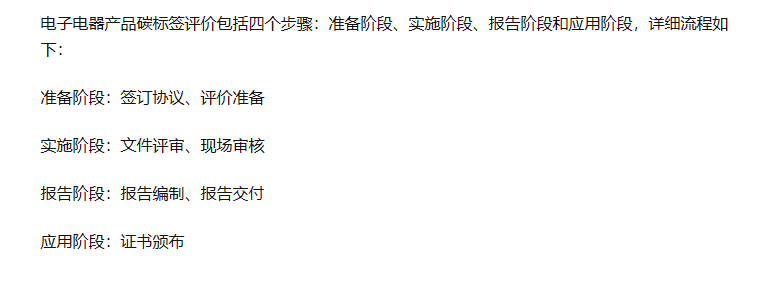 电子电器产品碳标签评价包括四个步骤：准备阶段、实施阶段、报告阶段和应用阶段，详细流程如
下：
准备阶段：签订协议、评价准备
实施阶段：文件评审、现场审核
报告阶段：报告编制、报告交付
应用阶段：证书颁布